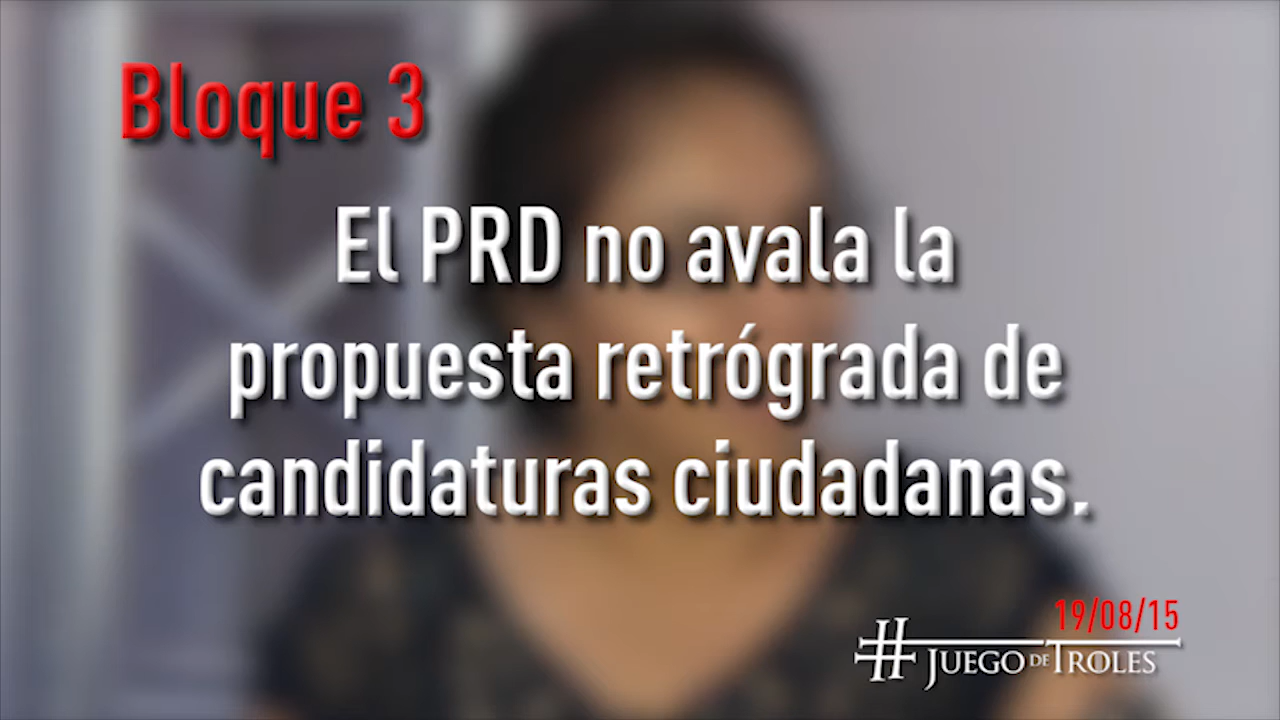 Bloque 3
El PRD no avala la
propuesta retrógrada de
candidaturas ciudadanas.
19/08/15
# JUEGO DE TROLES